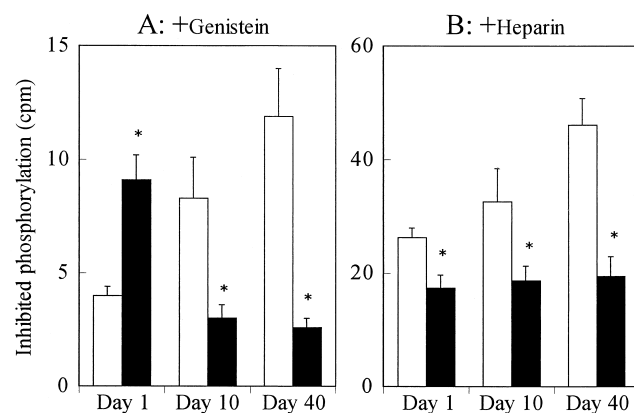 A: +Genistein
B: +Heparin
Inhibited phosphorylation (cpm)
15
10
5
0
60
40
20
0
*
*
*
*
*
*
Day 1 Day 10 Day 40
Day 1 Day 10 Day 40